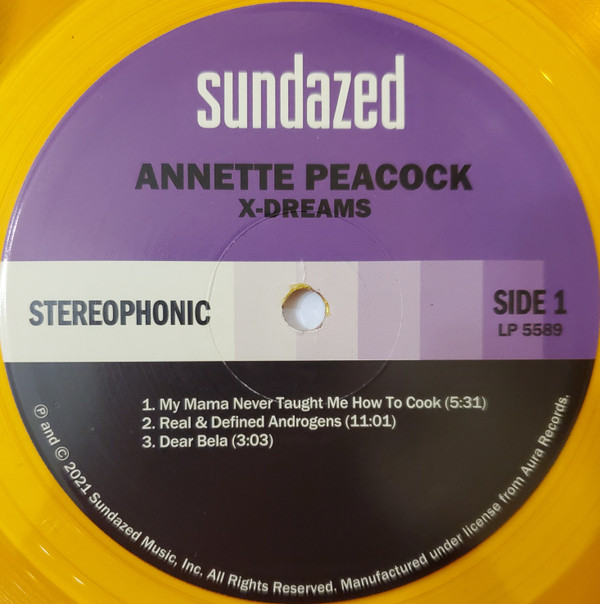 sundazed
ANNETTE PEACOCK
X-DREAMS
STEREOPHONIC
SIDE 1
LP 5589
1. My Mama Never Taught Me How To Cook (5:31)
2. Real & Defined Androgens (11:01)
3. Dear Bela (3:03)
Ⓟ and © 2021 Sundazed Music, Inc. All Rights Reserved. Manufactured under license from Aura Records.